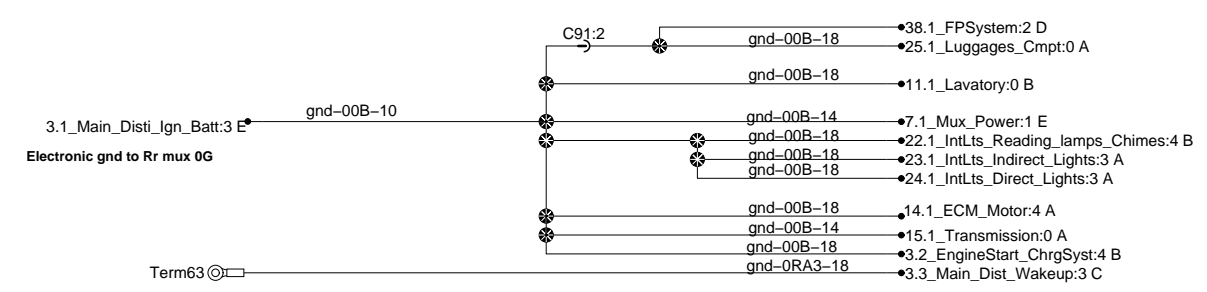 38.1_FPSystem:2 D
C91:2
gnd-00B-18
25.1_Luggages_Cmpt:0 A
gnd-00B-18
11.1_Lavatory:0 B
gnd-00B-10
gnd-00B-14
7.1_Mux_Power:1 E
3.1_Main_Disti_Ign_Batt:3 E
gnd-00B-18
22.1_IntLts_Reading_lamps_Chimes:4 B
Electronic gnd to Rr mux 0G
gnd-00B-18
23.1_IntLts_Indirect_Lights:3 A
gnd-00B-18
24.1_IntLts_Direct_Lights:3 A
gnd-00B-18
14.1_ECM_Motor:4 A
gnd-00B-14
15.1_Transmission:0 A
gnd-00B-18
3.2_EngineStart_ChrgSyst:4 B
Term63
gnd-0RA3-18
3.3_Main_Dist_Wakeup:3 C